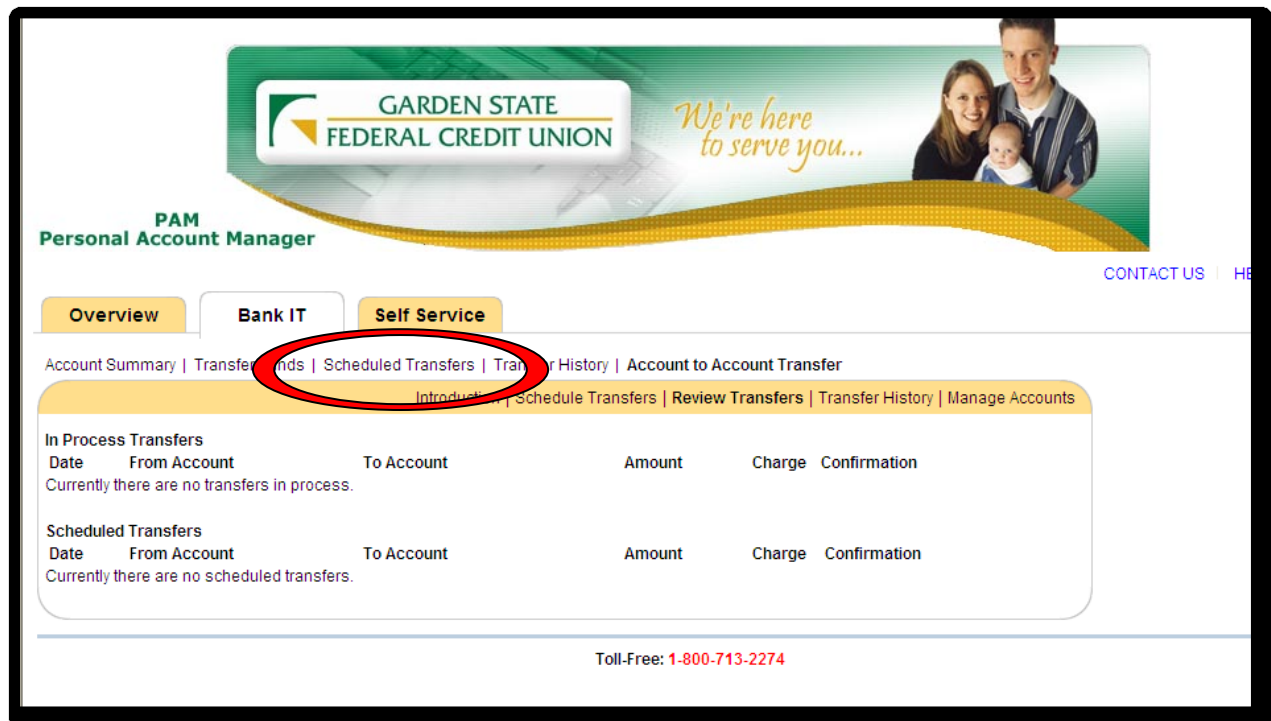 GARDEN STATE
FEDERAL CREDIT UNION
We're here
to serve you...
PAM
Personal Account Manager
CONTACT US
Overview Bank IT Self Service
Account Summary | Transfer | Scheduled Transfers | History | Account to Account Transfer
Introduction | Schedule Transfers | Review Transfers | Transfer History | Manage Accounts
In Process Transfers
Date From Account To Account Amount Charge Confirmation
Currently there are no transfers in process.
Scheduled Transfers
Date From Account To Account Amount Charge Confirmation
Currently there are no scheduled transfers.
Toll-Free: 1-800-713-2274